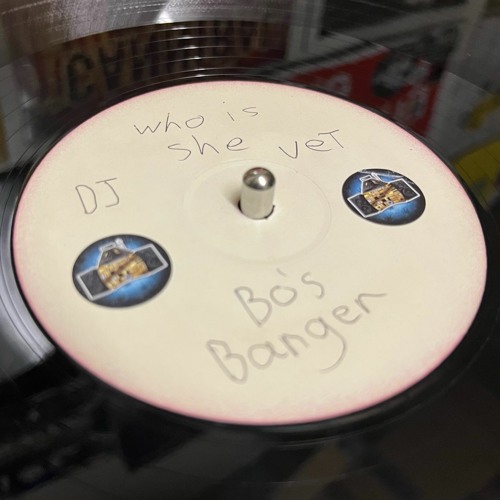 who is
she yet
DJ
Bo's
Banger